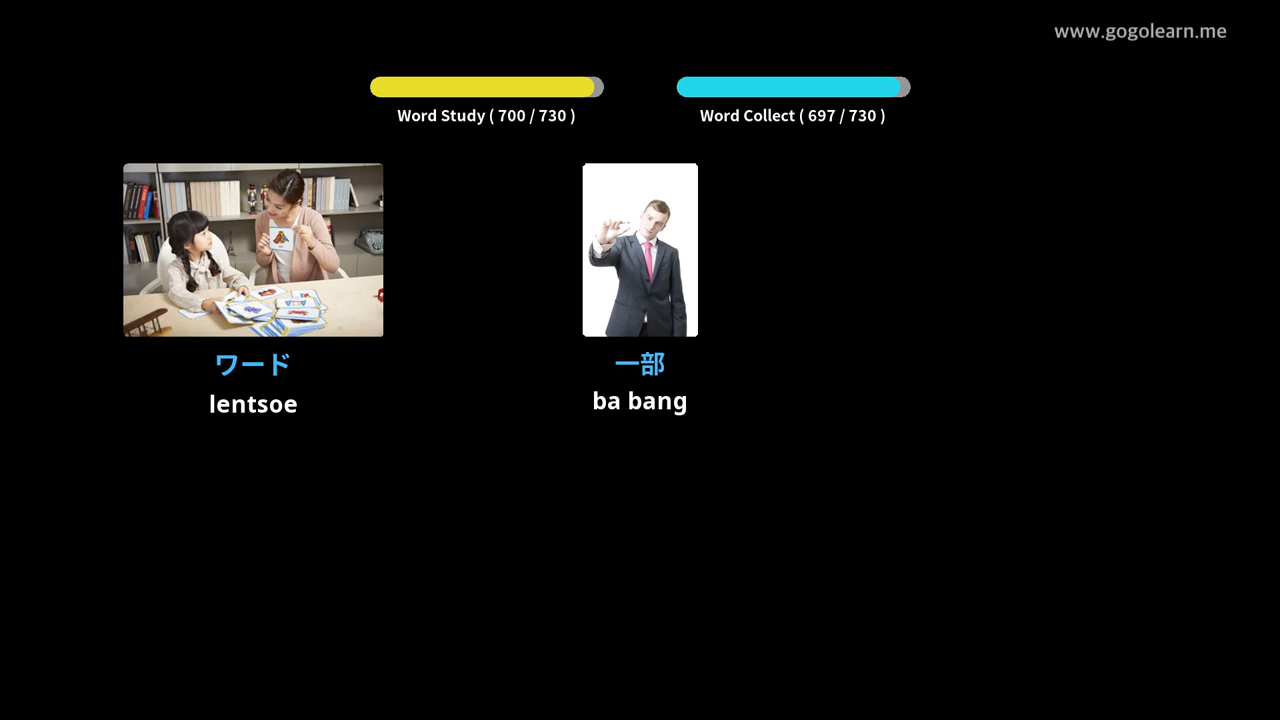 www.gogolearn.me
Word Study ( 700 / 730 )
Word Collect ( 697 / 730 )
ワード
lentsoe
一部
ba bang